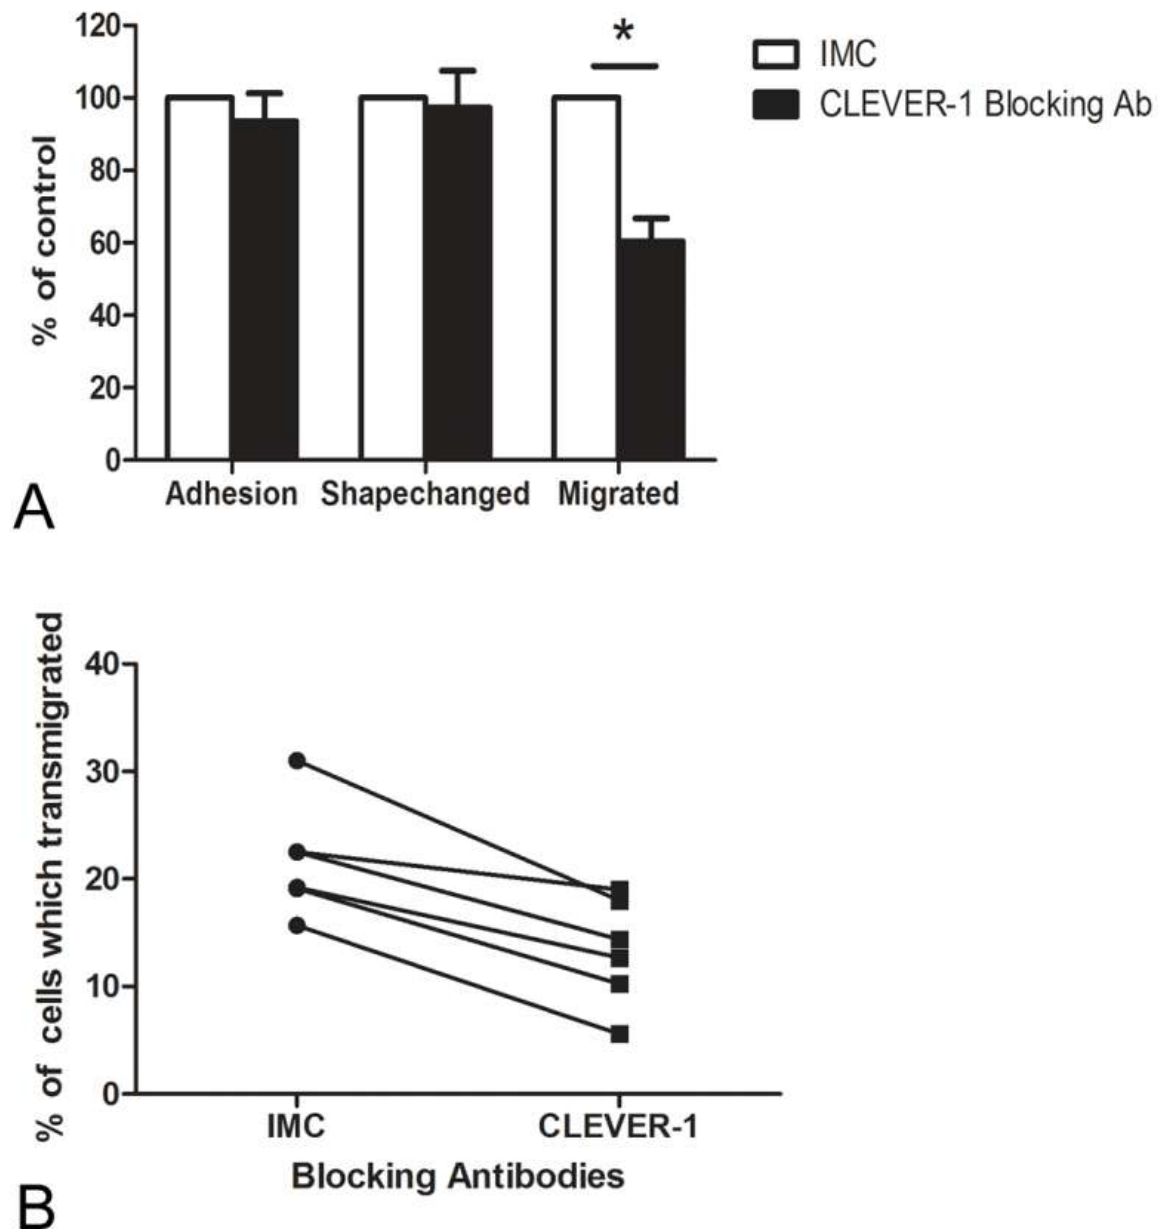 120
100
80
60
40
20
0
% of control
*
IMC
CLEVER-1 Blocking Ab
Adhesion Shapechanged Migrated
A
40
30
20
10
0
% of cells which transmigrated
IMC CLEVER-1
Blocking Antibodies
B